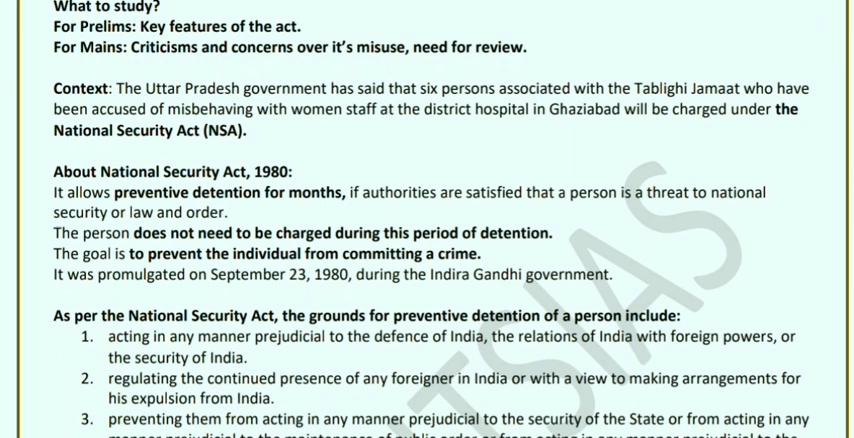 What to study?
For Prelims: Key features of the act.
For Mains: Criticisms and concerns over it's misuse, need for review.
Context: The Uttar Pradesh government has said that six persons associated with the Tablighi Jamaat who have
been accused of misbehaving with women staff at the district hospital in Ghaziabad will be charged under the
National Security Act (NSA).
About National Security Act, 1980:
It allows preventive detention for months, if authorities are satisfied that a person is a threat to national
security or law and order.
The person does not need to be charged during this period of detention.
The goal is to prevent the individual from committing a crime.
It was promulgated on September 23, 1980, during the Indira Gandhi government.
As per the National Security Act, the grounds for preventive detention of a person include:
1. acting in any manner prejudicial to the defence of India, the relations of India with foreign powers, or
the security of India.
2. regulating the continued presence of any foreigner in India or with a view to making arrangements for
his expulsion from India.
3. preventing them from acting in any manner prejudicial to the security of the State or from acting in any
TSIAS